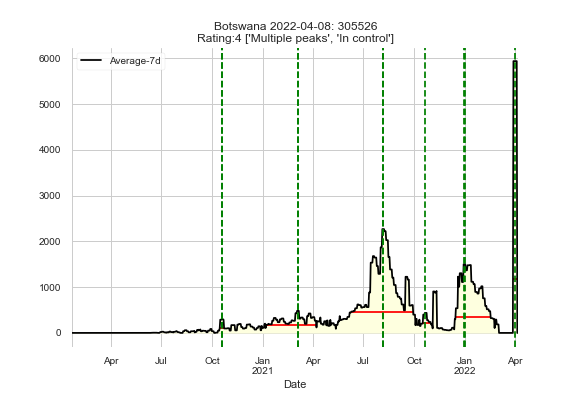 Botswana 2022-04-08: 305526
Rating:4 ['Multiple peaks', 'In control']
Average-7d
6000
5000
4000
3000
2000
1000
0
Apr Jul Oct Jan Apr Jul Oct Jan Apr
2021 2022
Date